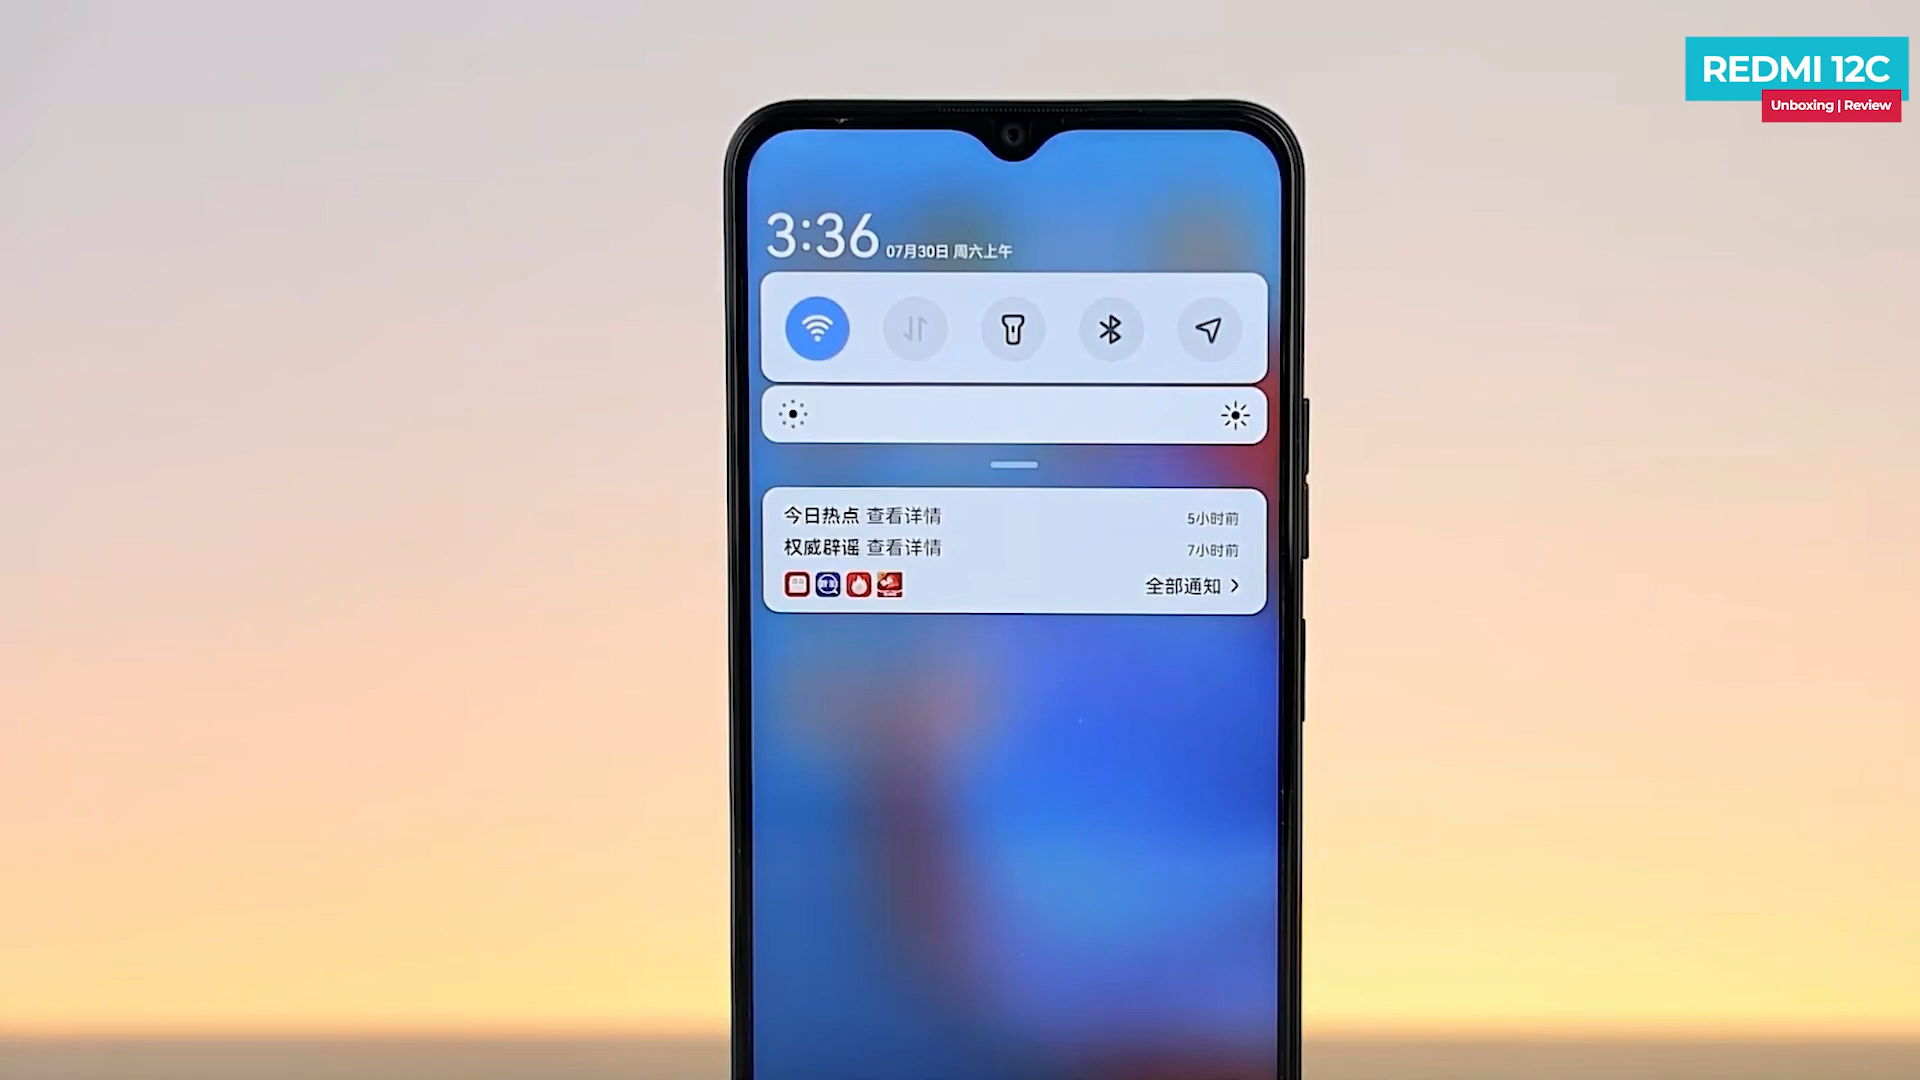 REDMI 12C
Unboxing | Review
3:36 07月30日 周六上午
今日热点 查看详情 5小时前
权威辟谣 查看详情 7小时前
全部通知